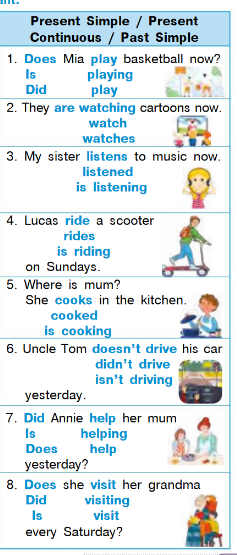 ant.
Present Simple / Present
Continuous / Past Simple
1. Does Mia play basketball now?
Is playing
Did play
2. They are watching cartoons now.
watch
watches
3. My sister listens to music now.
listened
is listening
4. Lucas ride a scooter
rides
is riding
on Sundays.
5. Where is mum?
She cooks in the kitchen.
cooked
is cooking
6. Uncle Tom doesn't drive his car
didn't drive
isn't driving
yesterday.
7. Did Annie help her mum
Is helping
Does help
yesterday?
8. Does she visit her grandma
Did visiting
Is visit
every Saturday?